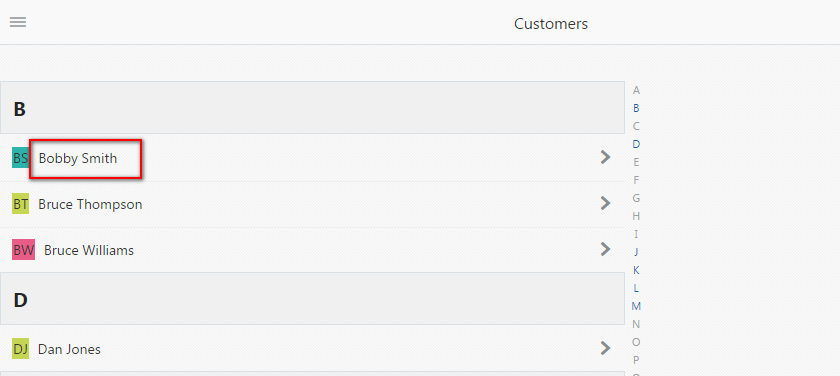 Customers
B
BS Bobby Smith
BT Bruce Thompson
BW Bruce Williams
D
DJ Dan Jones
A
B
C
D
E
F
G
H
I
J
K
L
M
N
O
P